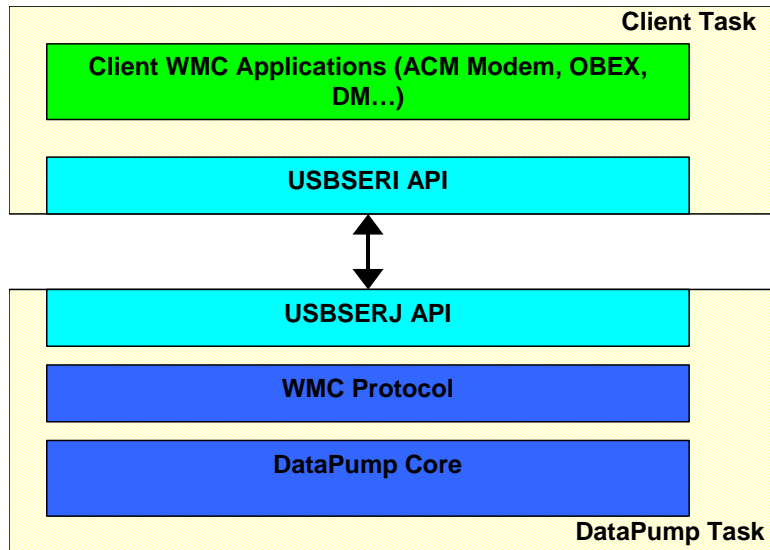 Client Task
Client WMC Applications (ACM Modem, OBEX,
DM…)
USBSERI API
USBSERJ API
WMC Protocol
DataPump Core
DataPump Task